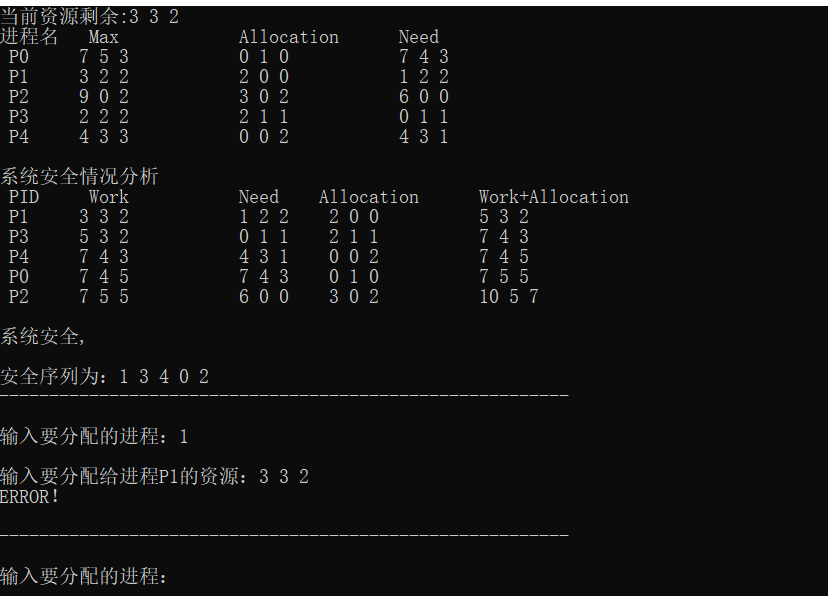 当前资源剩余:3 3 2
进程名 Max Allocation Need
P0 7 5 3 0 1 0 7 4 3
P1 3 2 2 2 0 0 1 2 2
P2 9 0 2 3 0 2 6 0 0
P3 2 2 2 2 1 1 0 1 1
P4 4 3 3 0 0 2 4 3 1
系统安全情况分析
PID Work Need Allocation Work+Allocation
P1 3 3 2 1 2 2 2 0 0 5 3 2
P3 5 3 2 0 1 1 2 1 1 7 4 3
P4 7 4 3 4 3 1 0 0 2 7 4 5
P0 7 4 5 7 4 3 0 1 0 7 5 5
P2 7 5 5 6 0 0 3 0 2 10 5 7
系统安全,
安全序列为: 1 3 4 0 2
---------------------------------------------------------
输入要分配的进程: 1
输入要分配给进程P1的资源: 3 3 2
ERROR!
---------------------------------------------------------
输入要分配的进程: